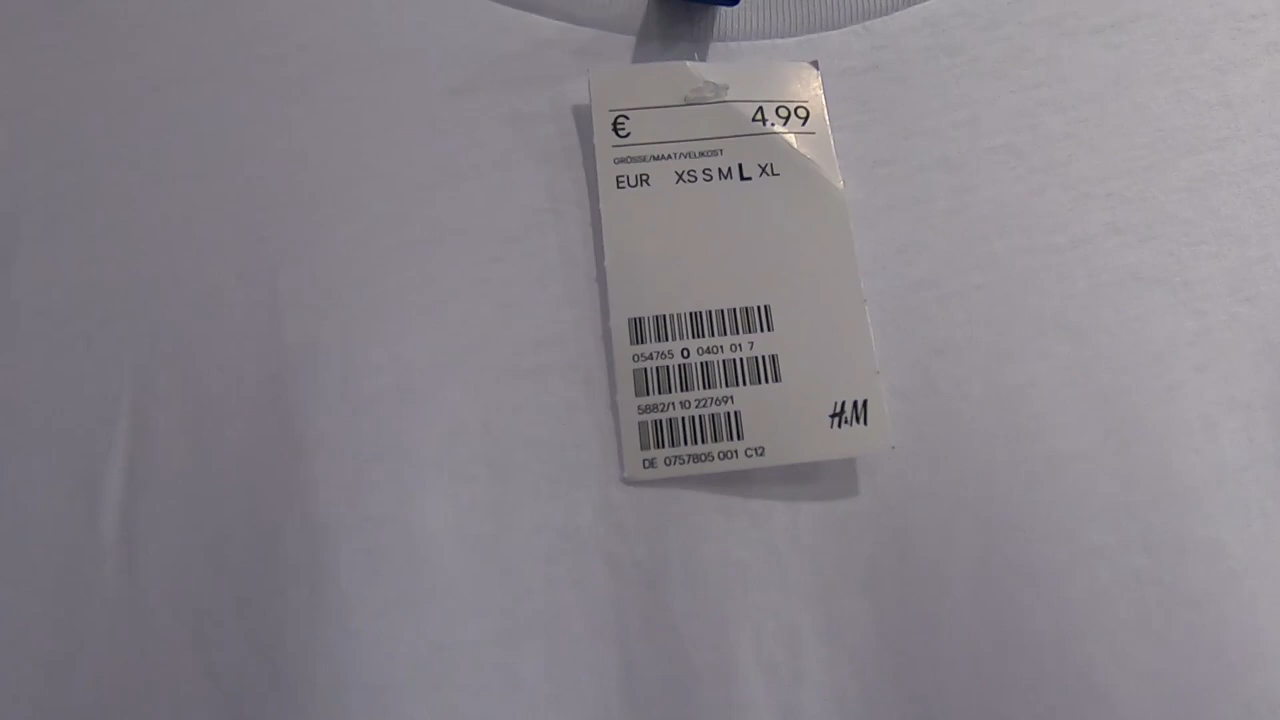 € 4.99
GRÖSSE/MAAT/VELIKOST
EUR XS S M L XL
054765 0 0401 01 7
5882/1 10 227691
H&M
DE 0757805 001 C12